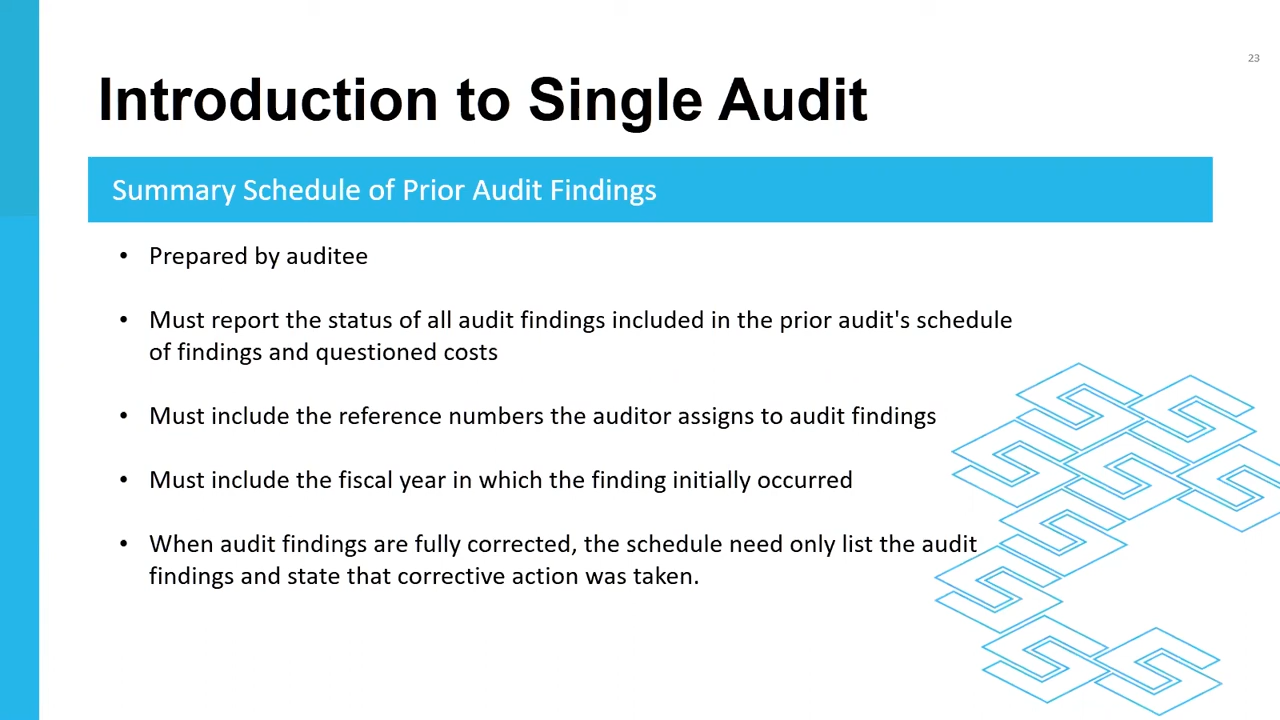 23
Introduction to Single Audit
Summary Schedule of Prior Audit Findings
• Prepared by auditee
• Must report the status of all audit findings included in the prior audit's schedule
of findings and questioned costs
• Must include the reference numbers the auditor assigns to audit findings
• Must include the fiscal year in which the finding initially occurred
• When audit findings are fully corrected, the schedule need only list the audit
findings and state that corrective action was taken.